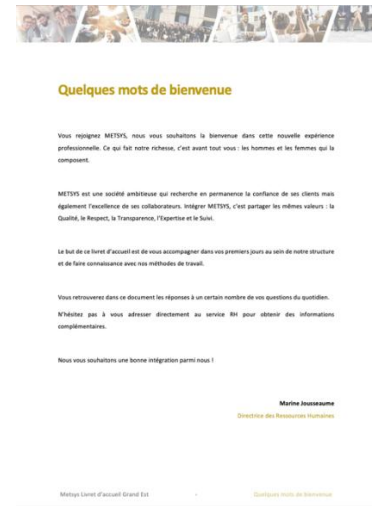 Quelques mots de bienvenue
Vous rejoignez METSYS, nous vous souhaitons la bienvenue dans cette nouvelle expérience
professionnelle. Ce qui fait notre richesse, c'est avant tout vous : les hommes et les femmes qui la
composent.
METSYS est une société ambitieuse qui recherche en permanence la confiance de ses clients mais
également l'excellence de ses collaborateurs. Intégrer METSYS, c'est partager les mêmes valeurs : la
Qualité, le Respect, la Transparence, l'Expertise et le Suivi.
Le but de ce livret d'accueil est de vous accompagner dans vos premiers jours au sein de notre structure
et de faire connaissance avec nos méthodes de travail.
Vous retrouverez dans ce document les réponses à un certain nombre de vos questions du quotidien.
N'hésitez pas à vous adresser directement au service RH pour obtenir des informations
complémentaires.
Nous vous souhaitons une bonne intégration parmi nous !
Marine Jousseaume
Directrice des Ressources Humaines
Metsys Livret d'accueil Grand Est - Quelques mots de bienvenue